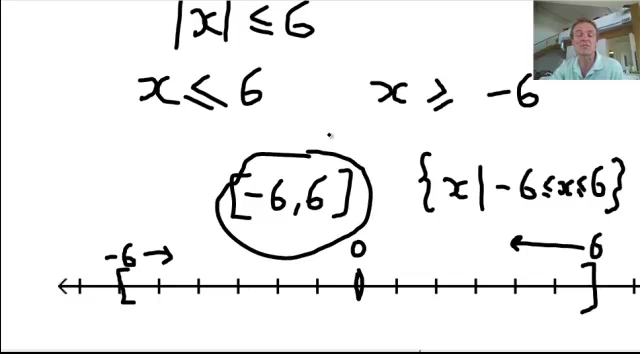 |x| ≤ 6
x ≤ 6 x ≥ -6
[-6, 6] {x | -6 ≤ x ≤ 6}
-6 → 0 ← 6
[ ]